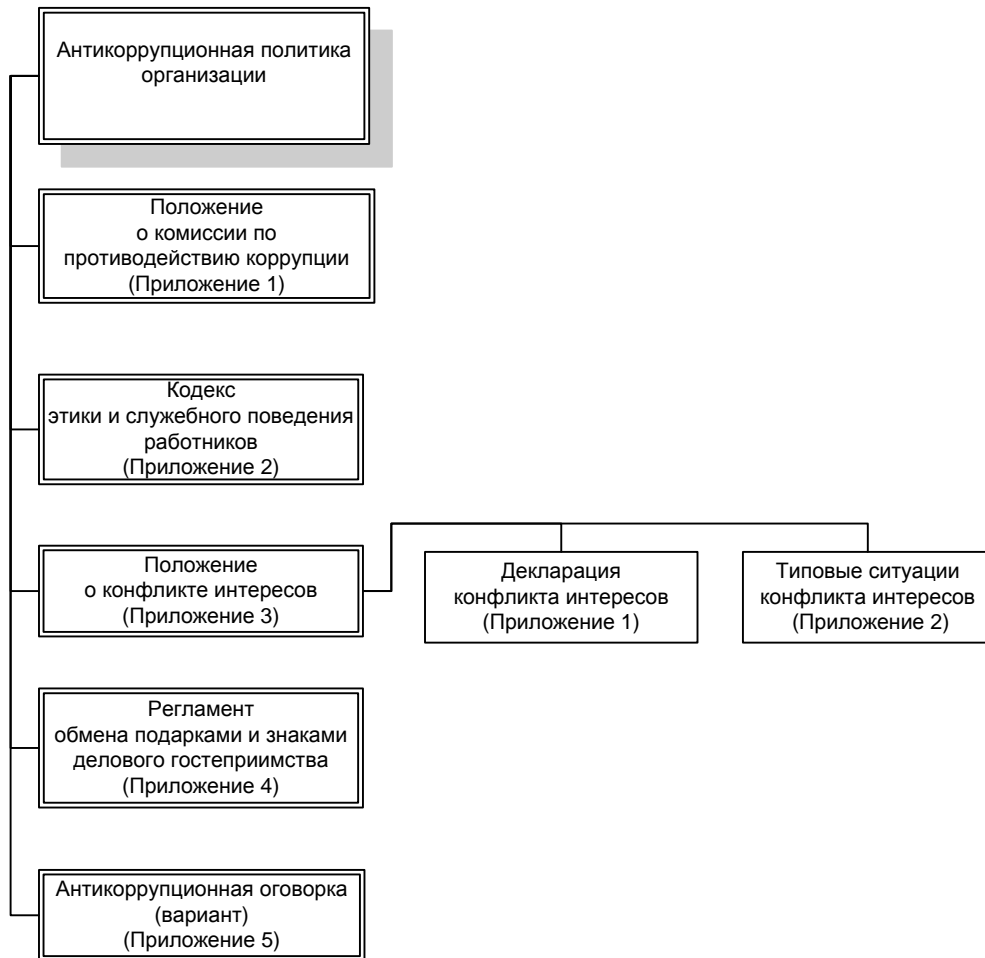 Антикоррупционная политика
организации
Положение
о комиссии по
противодействию коррупции
(Приложение 1)
Кодекс
этики и служебного поведения
работников
(Приложение 2)
Положение
о конфликте интересов
(Приложение 3)
Декларация
конфликта интересов
(Приложение 1)
Типовые ситуации
конфликта интересов
(Приложение 2)
Регламент
обмена подарками и знаками
делового гостеприимства
(Приложение 4)
Антикоррупционная оговорка
(вариант)
(Приложение 5)